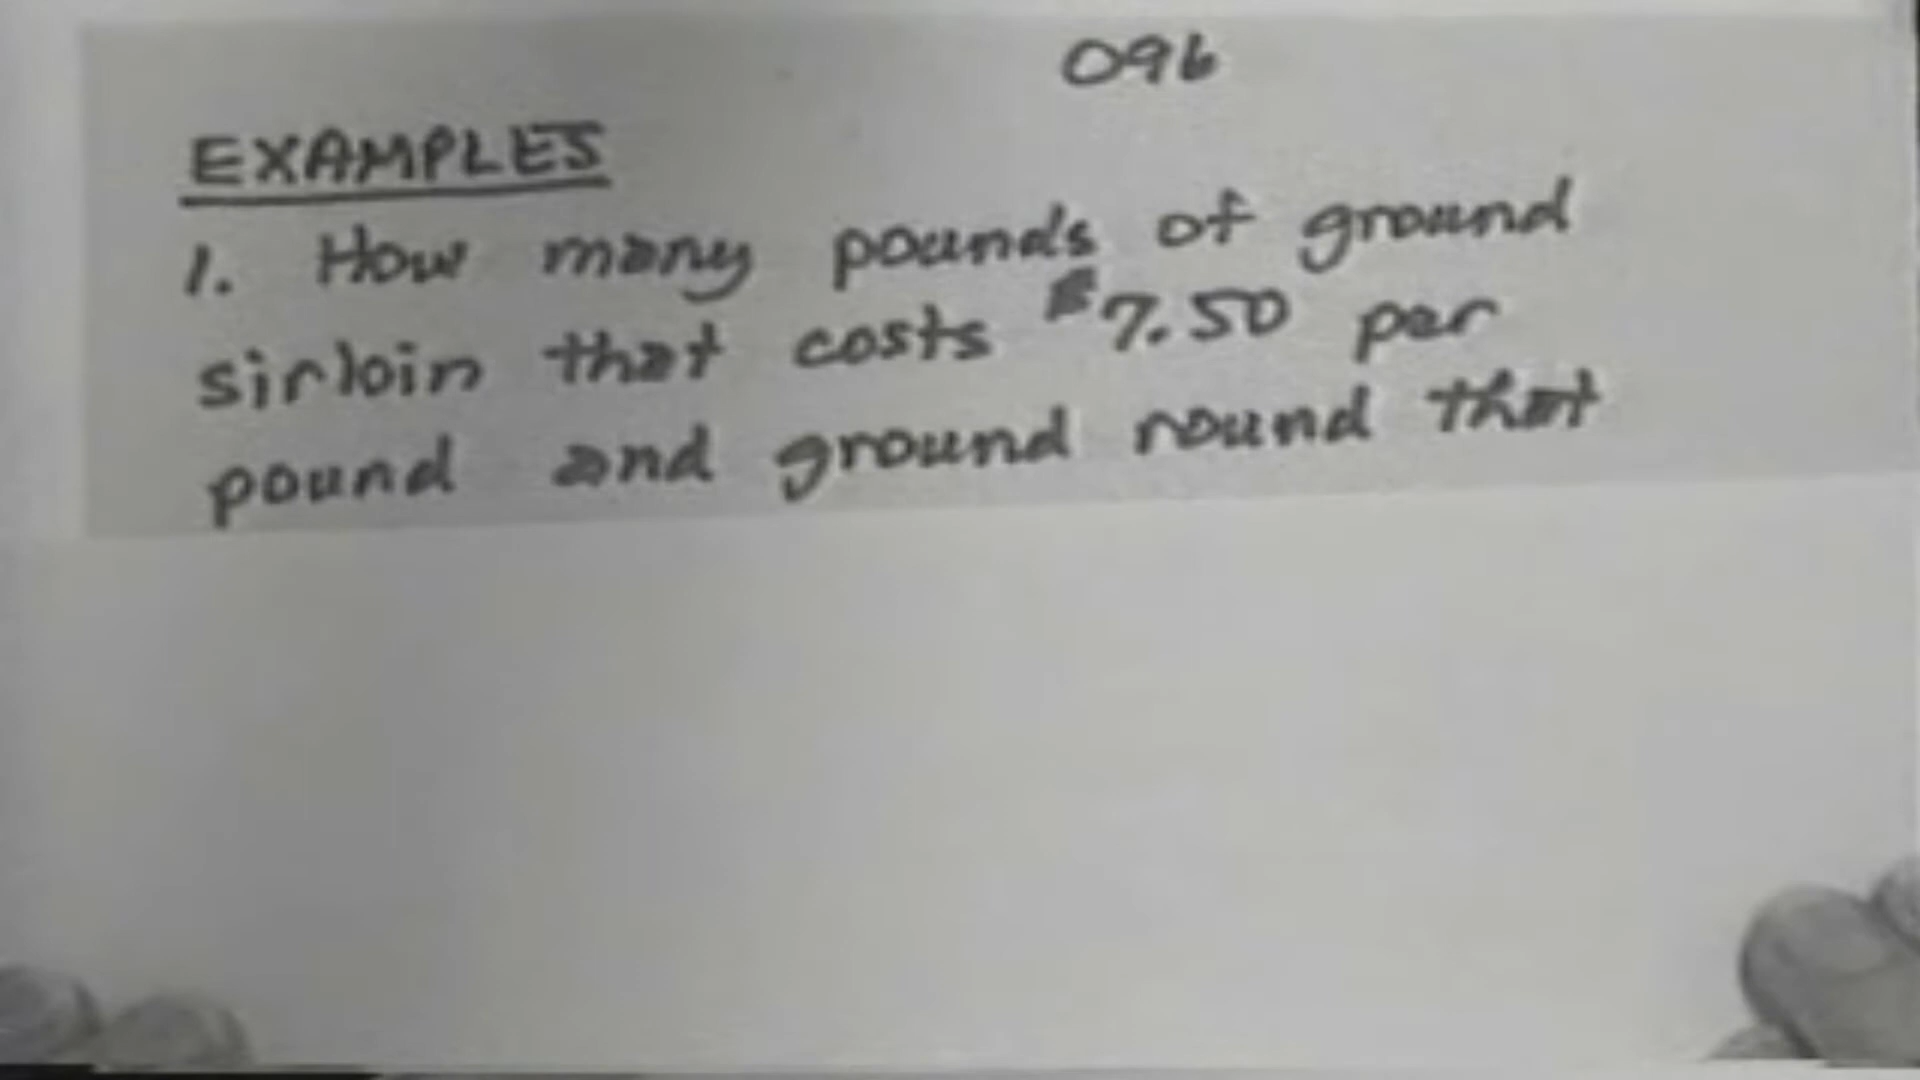 096
EXAMPLES
1. How many pounds of ground
sirloin that costs $7.50 per
pound and ground round that